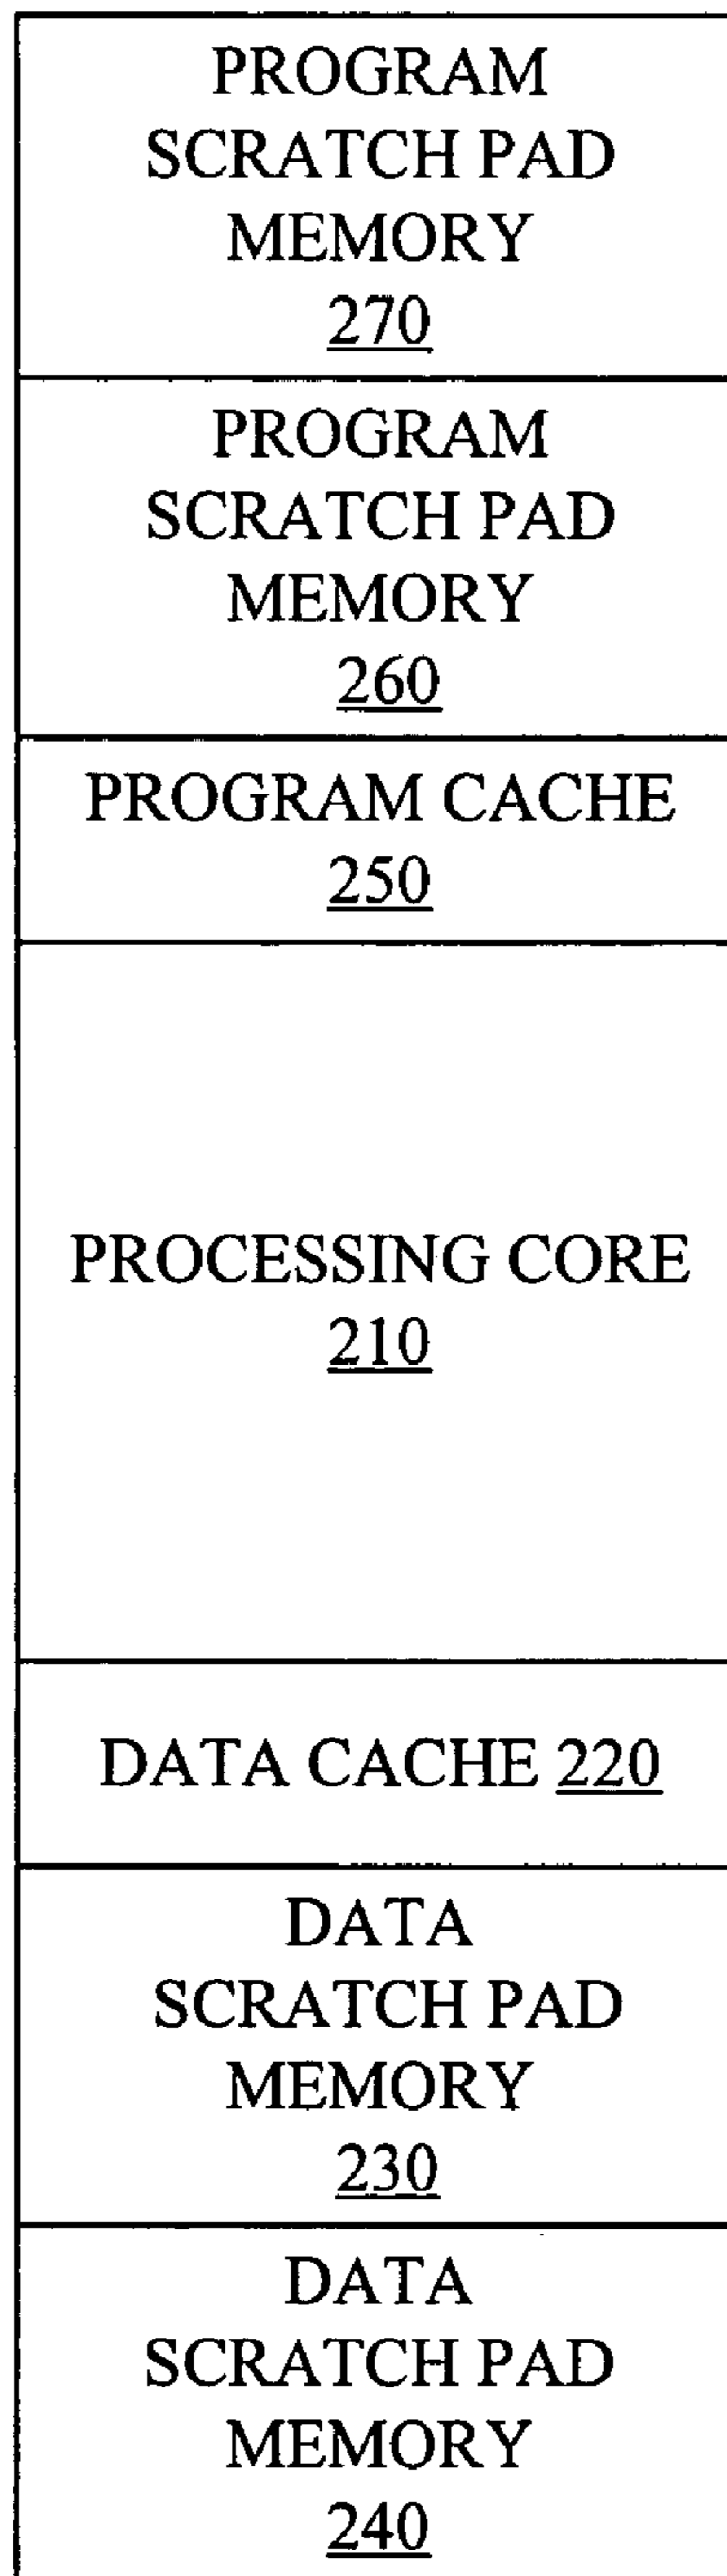 PROGRAM
SCRATCH PAD
MEMORY
270
PROGRAM
SCRATCH PAD
MEMORY
260
PROGRAM CACHE
250
PROCESSING CORE
210
DATA CACHE 220
DATA
SCRATCH PAD
MEMORY
230
DATA
SCRATCH PAD
MEMORY
240